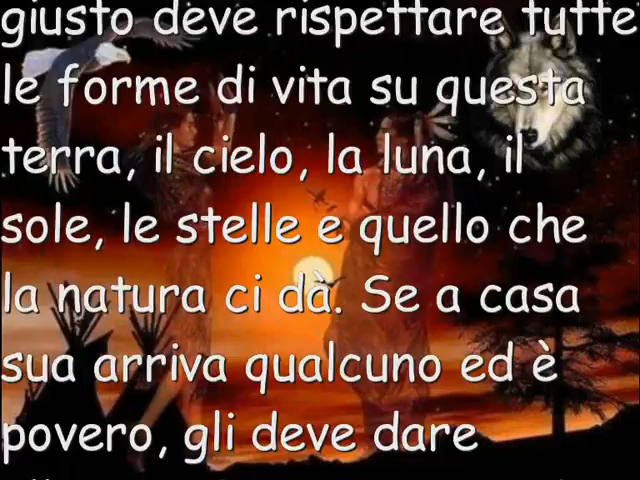 giusto deve rispettare tutte
le forme di vita su questa
terra, il cielo, la luna, il
sole, le stelle e quello che
la natura ci dà. Se a casa
sua arriva qualcuno ed è
povero, gli deve dare